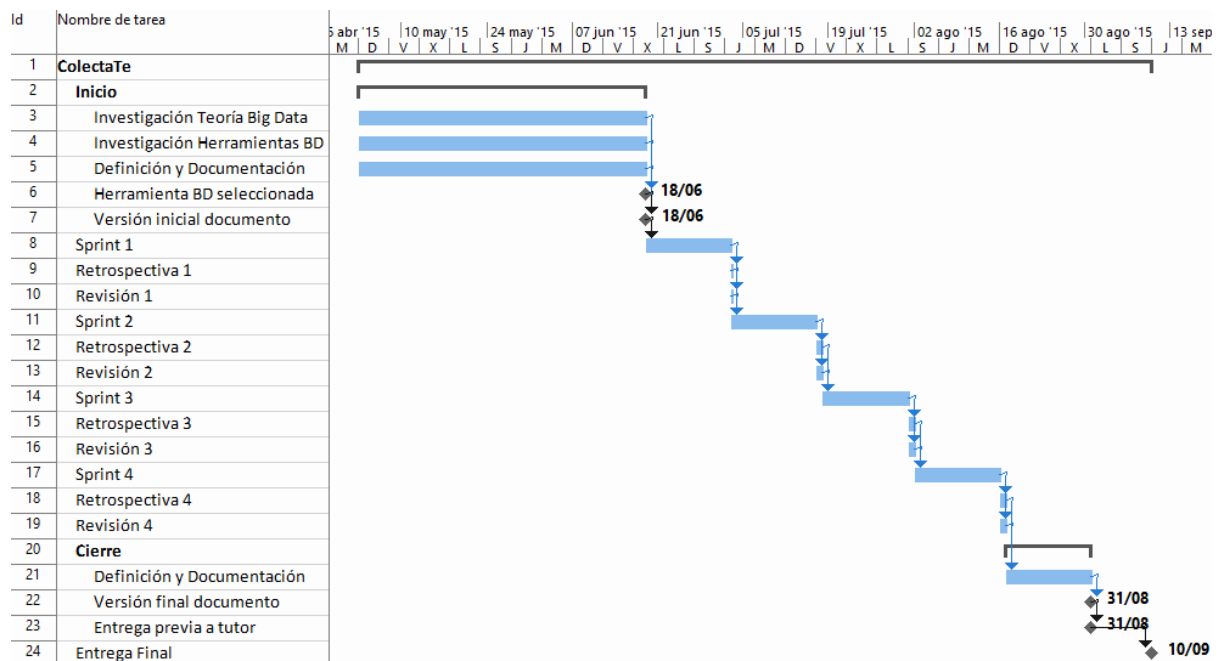 Id Nombre de tarea
5 abr '15 10 may '15 24 may '15 07 jun '15 21 jun '15 05 jul '15 19 jul '15 02 ago '15 16 ago '15 30 ago '15 13 sep
M D V X L S J M D V X L S J M D V X L S J M D V X L S J M
1 ColectaTe
2 Inicio
3 Investigación Teoría Big Data
4 Investigación Herramientas BD
5 Definición y Documentación
6 Herramienta BD seleccionada 18/06
7 Versión inicial documento 18/06
8 Sprint 1
9 Retrospectiva 1
10 Revisión 1
11 Sprint 2
12 Retrospectiva 2
13 Revisión 2
14 Sprint 3
15 Retrospectiva 3
16 Revisión 3
17 Sprint 4
18 Retrospectiva 4
19 Revisión 4
20 Cierre
21 Definición y Documentación
22 Versión final documento 31/08
23 Entrega previa a tutor 31/08
24 Entrega Final 10/09